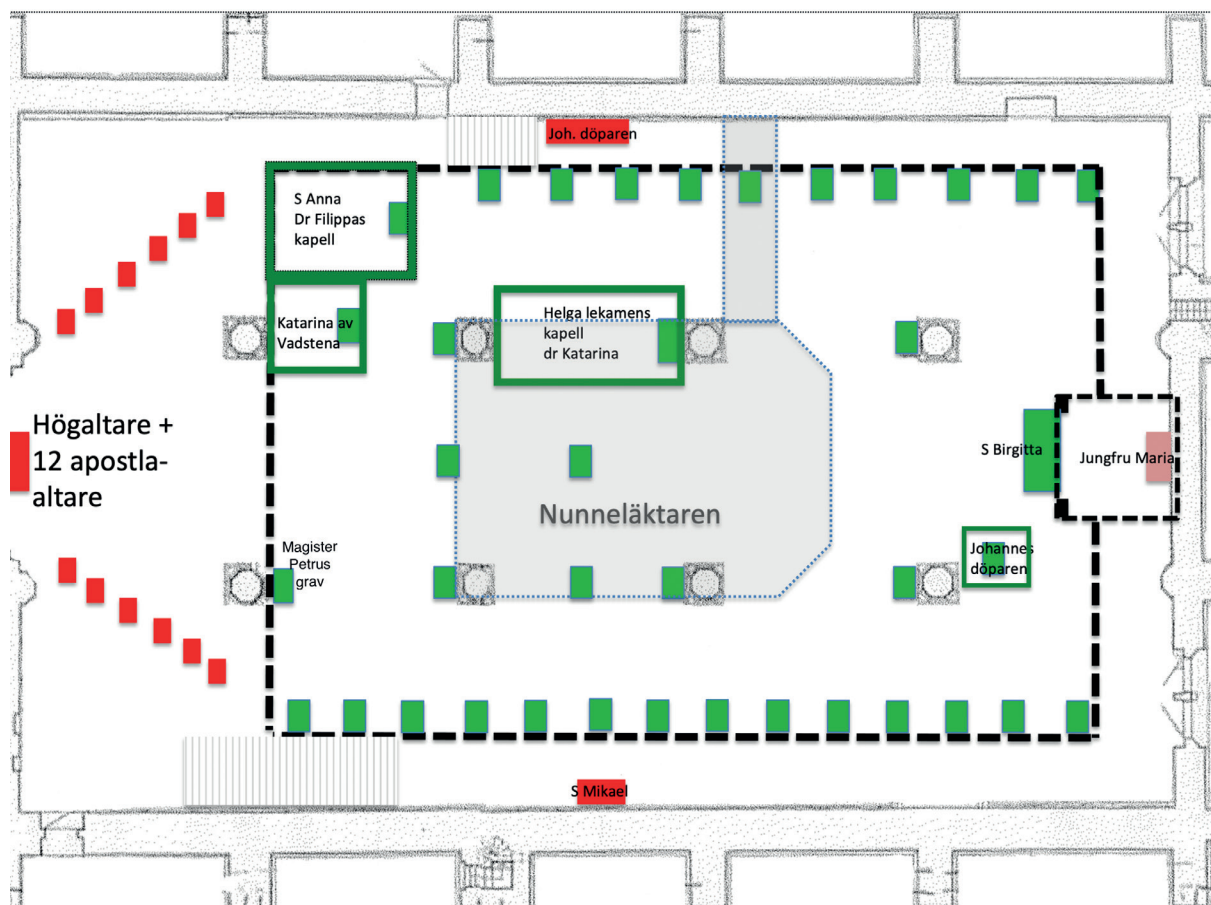 Joh. döparen
S Anna
Dr Filippas
kapell
Katarina av
Vadstena
Helga lekamens
kapell
dr Katarina
Högaltare +
12 apostla-
altare
S Birgitta
Jungfru Maria
Nunneläktaren
Magister
Petrus
grav
Johannes
döparen
S Mikael